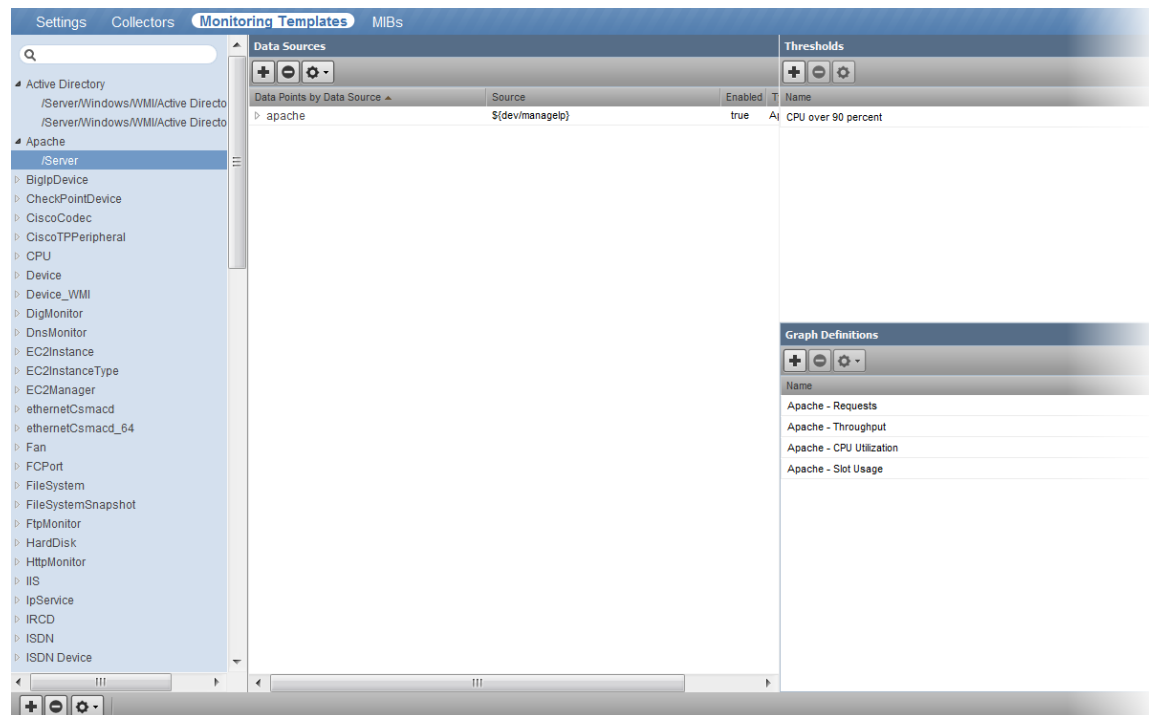 Settings Collectors Monitoring Templates MIBs
Active Directory
/Server/Windows/WMI/Active Directo
/Server/Windows/WMI/Active Directo
Apache
/Server
BigIpDevice
CheckPointDevice
CiscoCodec
CiscoTPPeripheral
CPU
Device
Device_WMI
DigMonitor
DnsMonitor
EC2Instance
EC2InstanceType
EC2Manager
ethernetCsmacd
ethernetCsmacd_64
Fan
FCPort
FileSystem
FileSystemSnapshot
FtpMonitor
HardDisk
HttpMonitor
IIS
IpService
IRCD
ISDN
ISDN Device
Data Sources
Data Points by Data Source Source Enabled T
apache ${dev/manageIp} true Ap
Thresholds
Name
CPU over 90 percent
Graph Definitions
Name
Apache - Requests
Apache - Throughput
Apache - CPU Utilization
Apache - Slot Usage